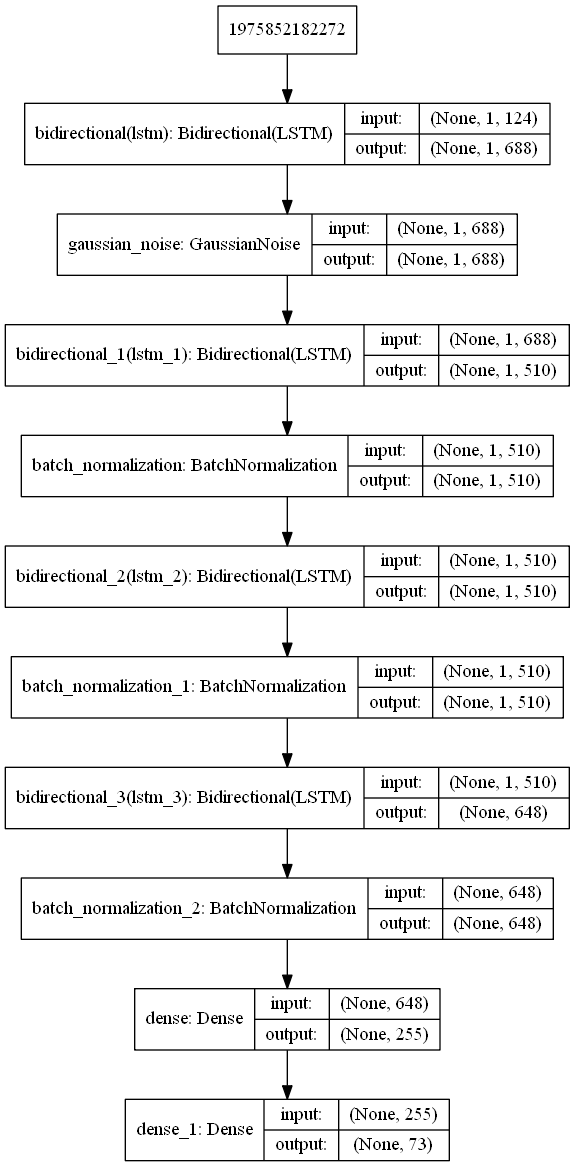 1975852182272
bidirectional(lstm): Bidirectional(LSTM)
input: (None, 1, 124)
output: (None, 1, 688)
gaussian_noise: GaussianNoise
input: (None, 1, 688)
output: (None, 1, 688)
bidirectional_1(lstm_1): Bidirectional(LSTM)
input: (None, 1, 688)
output: (None, 1, 510)
batch_normalization: BatchNormalization
input: (None, 1, 510)
output: (None, 1, 510)
bidirectional_2(lstm_2): Bidirectional(LSTM)
input: (None, 1, 510)
output: (None, 1, 510)
batch_normalization_1: BatchNormalization
input: (None, 1, 510)
output: (None, 1, 510)
bidirectional_3(lstm_3): Bidirectional(LSTM)
input: (None, 1, 510)
output: (None, 648)
batch_normalization_2: BatchNormalization
input: (None, 648)
output: (None, 648)
dense: Dense
input: (None, 648)
output: (None, 255)
dense_1: Dense
input: (None, 255)
output: (None, 73)